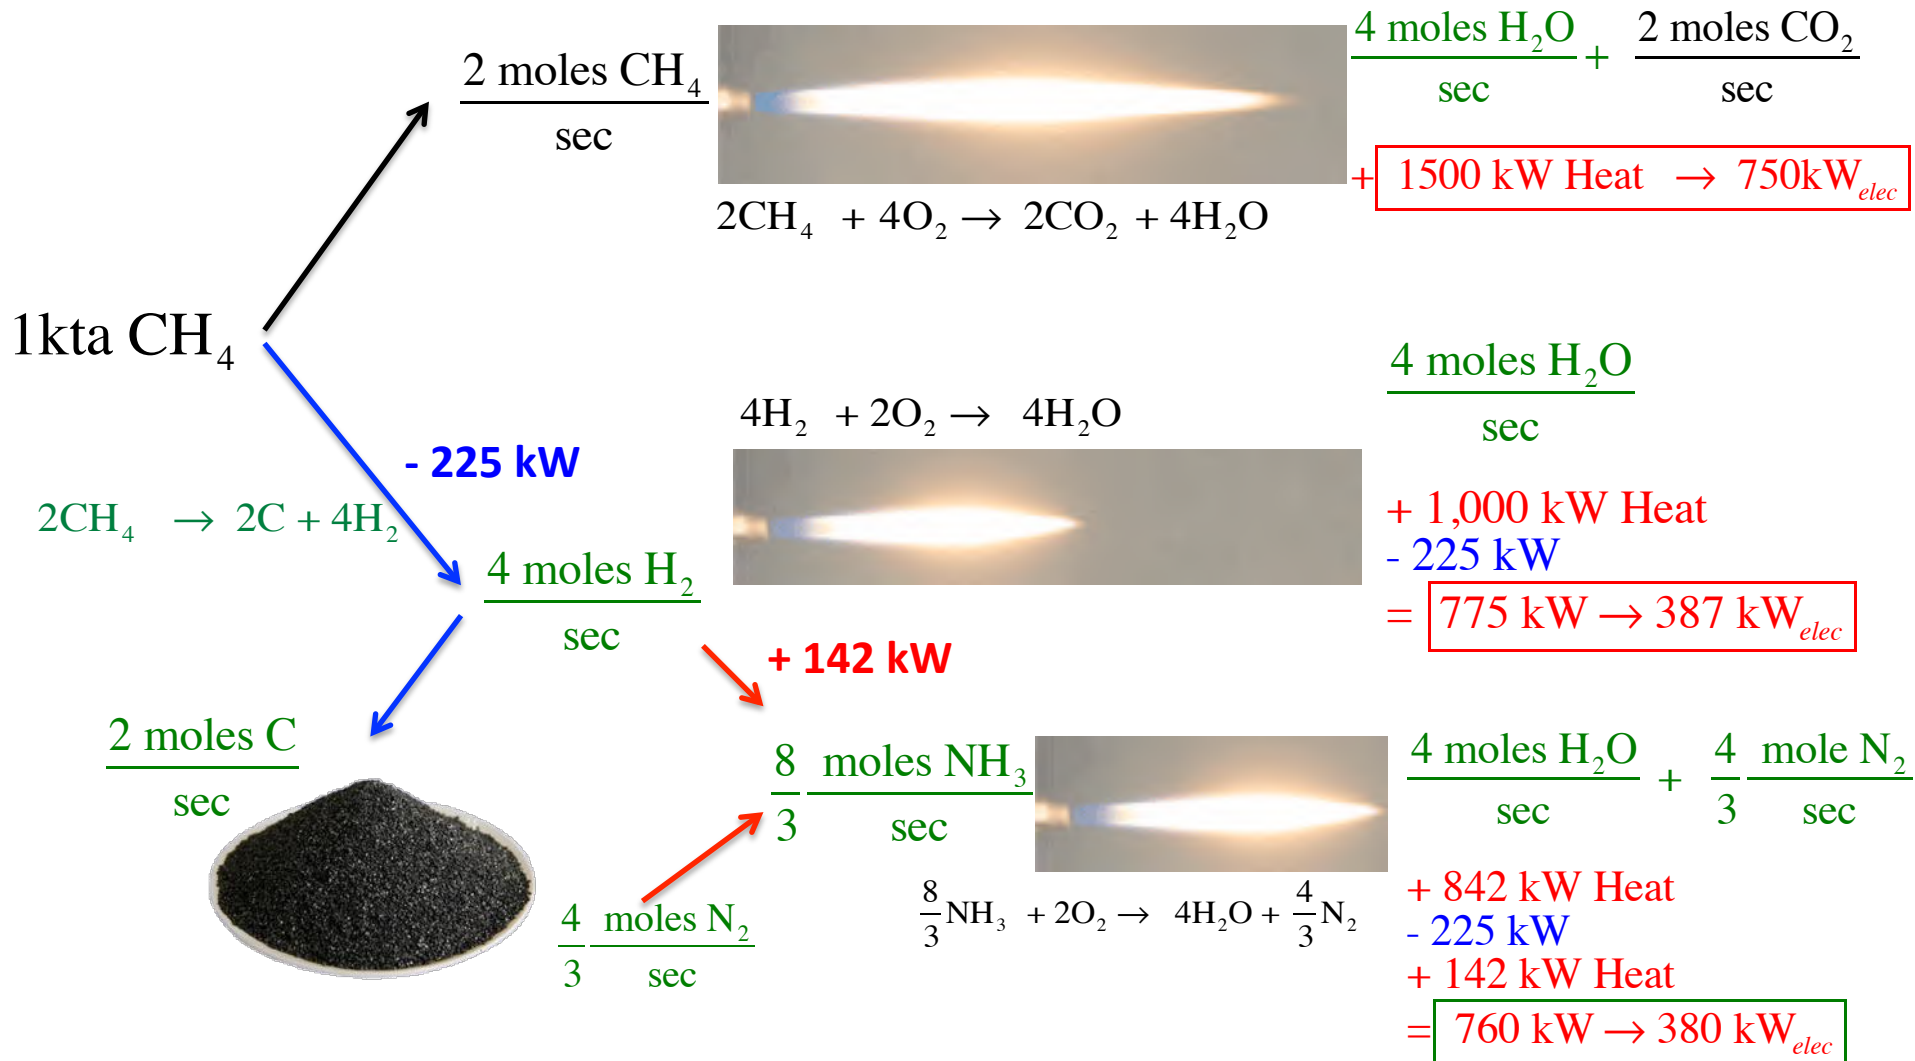 2 moles CH₄
sec
4 moles H₂O + 2 moles CO₂
sec sec
+ 1500 kW Heat → 750kWₑₗₑc
2CH₄ + 4O₂ → 2CO₂ + 4H₂O
1kta CH₄
- 225 kW
2CH₄ → 2C + 4H₂
4H₂ + 2O₂ → 4H₂O
4 moles H₂O
sec
+ 1,000 kW Heat
- 225 kW
= 775 kW → 387 kWₑₗₑc
4 moles H₂
sec
+ 142 kW
2 moles C
sec
8/3 moles NH₃
sec
4/3 moles N₂
sec
8/3 NH₃ + 2O₂ → 4H₂O + 4/3 N₂
4 moles H₂O + 4/3 mole N₂
sec sec
+ 842 kW Heat
- 225 kW
+ 142 kW Heat
= 760 kW → 380 kWₑₗₑc